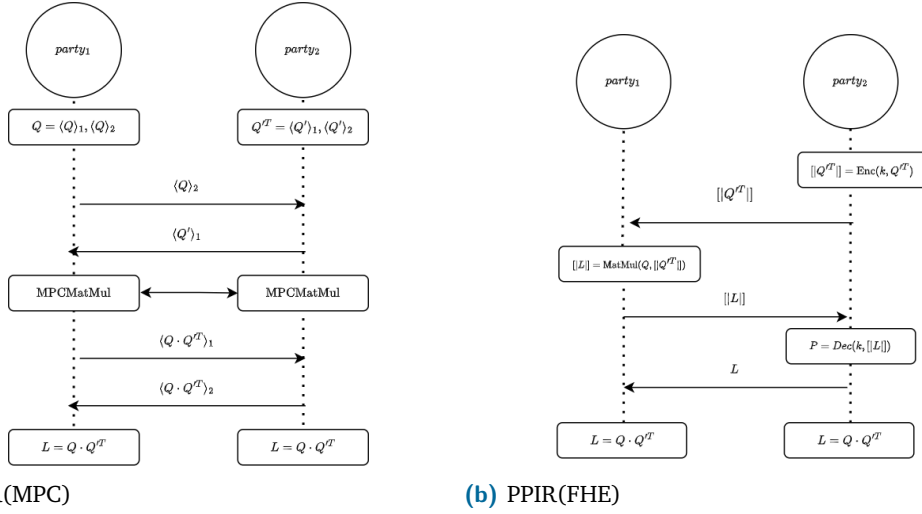 party₁
party₂
Q = ⟨Q⟩₁, ⟨Q⟩₂
Q'ᵀ = ⟨Q'⟩₁, ⟨Q'⟩₂
⟨Q⟩₂
⟨Q'⟩₁
MPCMatMul
MPCMatMul
⟨Q · Q'ᵀ⟩₁
⟨Q · Q'ᵀ⟩₂
L = Q · Q'ᵀ
L = Q · Q'ᵀ
(MPC)
party₁
party₂
[|Q'ᵀ|] = Enc(k, Q'ᵀ)
[|Q'ᵀ|]
[|L|] = MatMul(Q, [|Q'ᵀ|])
[|L|]
P = Dec(k, [|L|])
L
L = Q · Q'ᵀ
L = Q · Q'ᵀ
(b) PPIR(FHE)